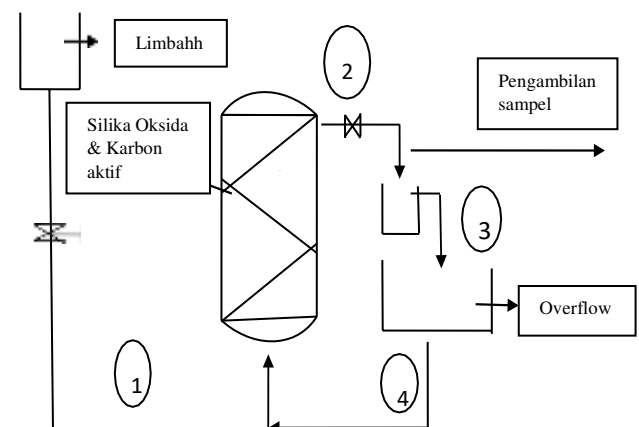 Limbahh
2
Pengambilan
sampel
Silika Oksida
& Karbon
aktif
3
Overflow
1
4